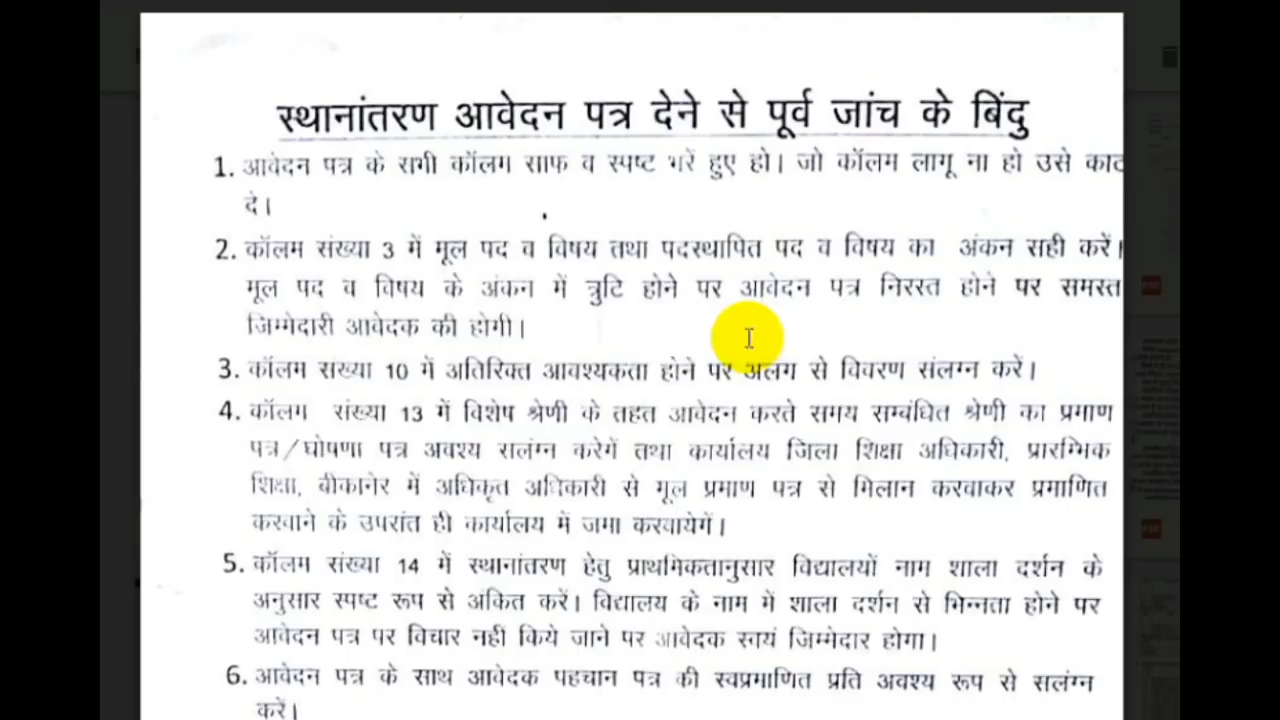 स्थानांतरण आवेदन पत्र देने से पूर्व जांच के बिंदु
1. आवेदन पत्र के सभी कॉलम साफ व स्पष्ट भरें हुए हो। जो कॉलम लागू ना हो उसे काट
दे।
2. कॉलम संख्या 3 में मूल पद व विषय तथा पदस्थापित पद व विषय का अंकन सही करें।
मूल पद व विषय के अंकन में त्रुटि होने पर आवेदन पत्र निरस्त होने पर समस्त
जिम्मेदारी आवेदक की होगी।
3. कॉलम सख्या 10 में अतिरिक्त आवश्यकता होने पर अलग से विवरण संलग्न करें।
4. कॉलम संख्या 13 में विशेष श्रेणी के तहत आवेदन करते समय सम्बंधित श्रेणी का प्रमाण
पत्र/घोषणा पत्र अवश्य सलंग्न करेगें तथा कार्यालय जिला शिक्षा अधिकारी, प्रारम्भिक
शिक्षा, बीकानेर में अधिकृत अधिकारी से मूल प्रमाण पत्र से मिलान करवाकर प्रमाणित
करवाने के उपरांत ही कार्यालय में जमा करवायेगें।
5. कॉलम संख्या 14 में स्थानांतरण हेतु प्राथमिकतानुसार विद्यालयों नाम शाला दर्शन के
अनुसार स्पष्ट रूप से अंकित करें। विद्यालय के नाम में शाला दर्शन से भिन्नता होने पर
आवेदन पत्र पर विचार नहीं किये जाने पर आवेदक स्वयं जिम्मेदार होगा।
6. आवेदन पत्र के साथ आवेदक पहचान पत्र की स्वप्रमाणित प्रति अवश्य रूप से सलंग्न
करें।